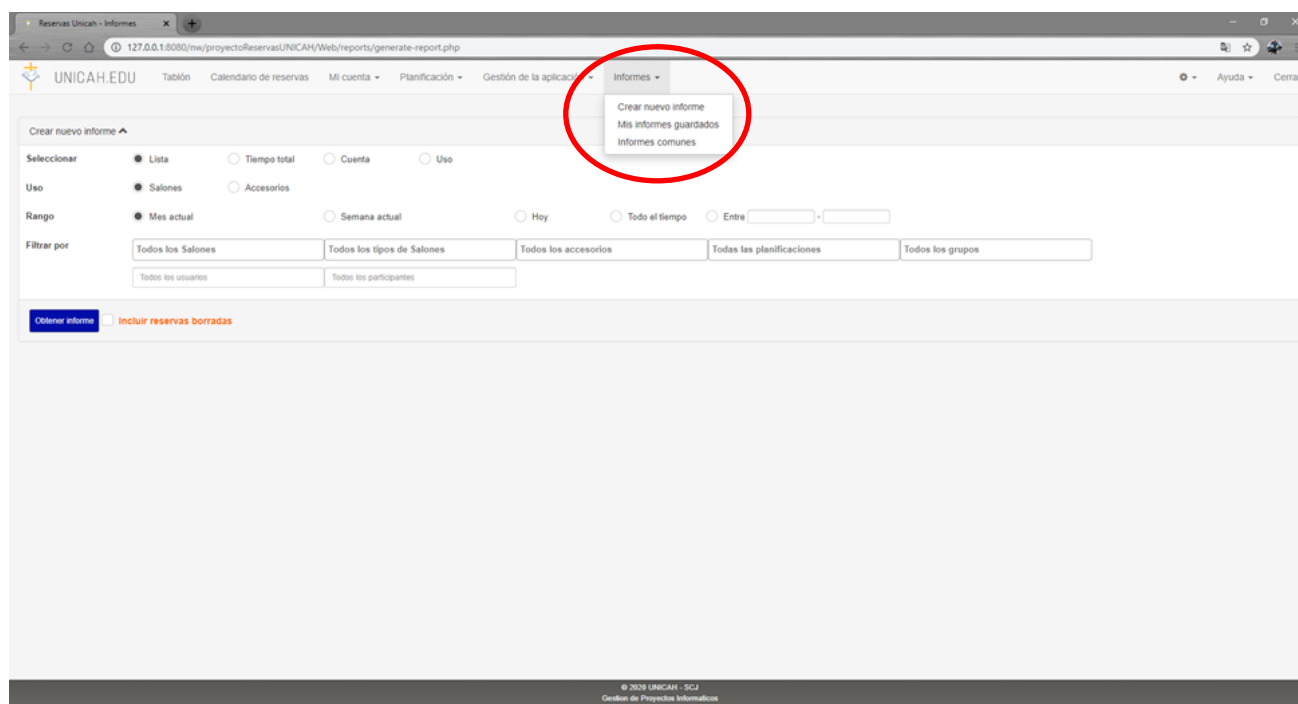 Reservas Unicah - Informes
127.0.0.1:8080/nw/proyectoReservasUNICAH/Web/reports/generate-report.php
UNICAH.EDU Tablón Calendario de reservas Mi cuenta Planificación Gestión de la aplicación Informes Ayuda Cerra
Crear nuevo informe
Mis informes guardados
Informes comunes
Crear nuevo informe
Seleccionar Lista Tiempo total Cuenta Uso
Uso Salones Accesorios
Rango Mes actual Semana actual Hoy Todo el tiempo Entre -
Filtrar por Todos los Salones Todos los tipos de Salones Todos los accesorios Todas las planificaciones Todos los grupos
Todos los usuarios Todos los participantes
Obtener informe Incluir reservas borradas
© 2020 UNICAH - SCJ
Gestion de Proyectos Informaticos